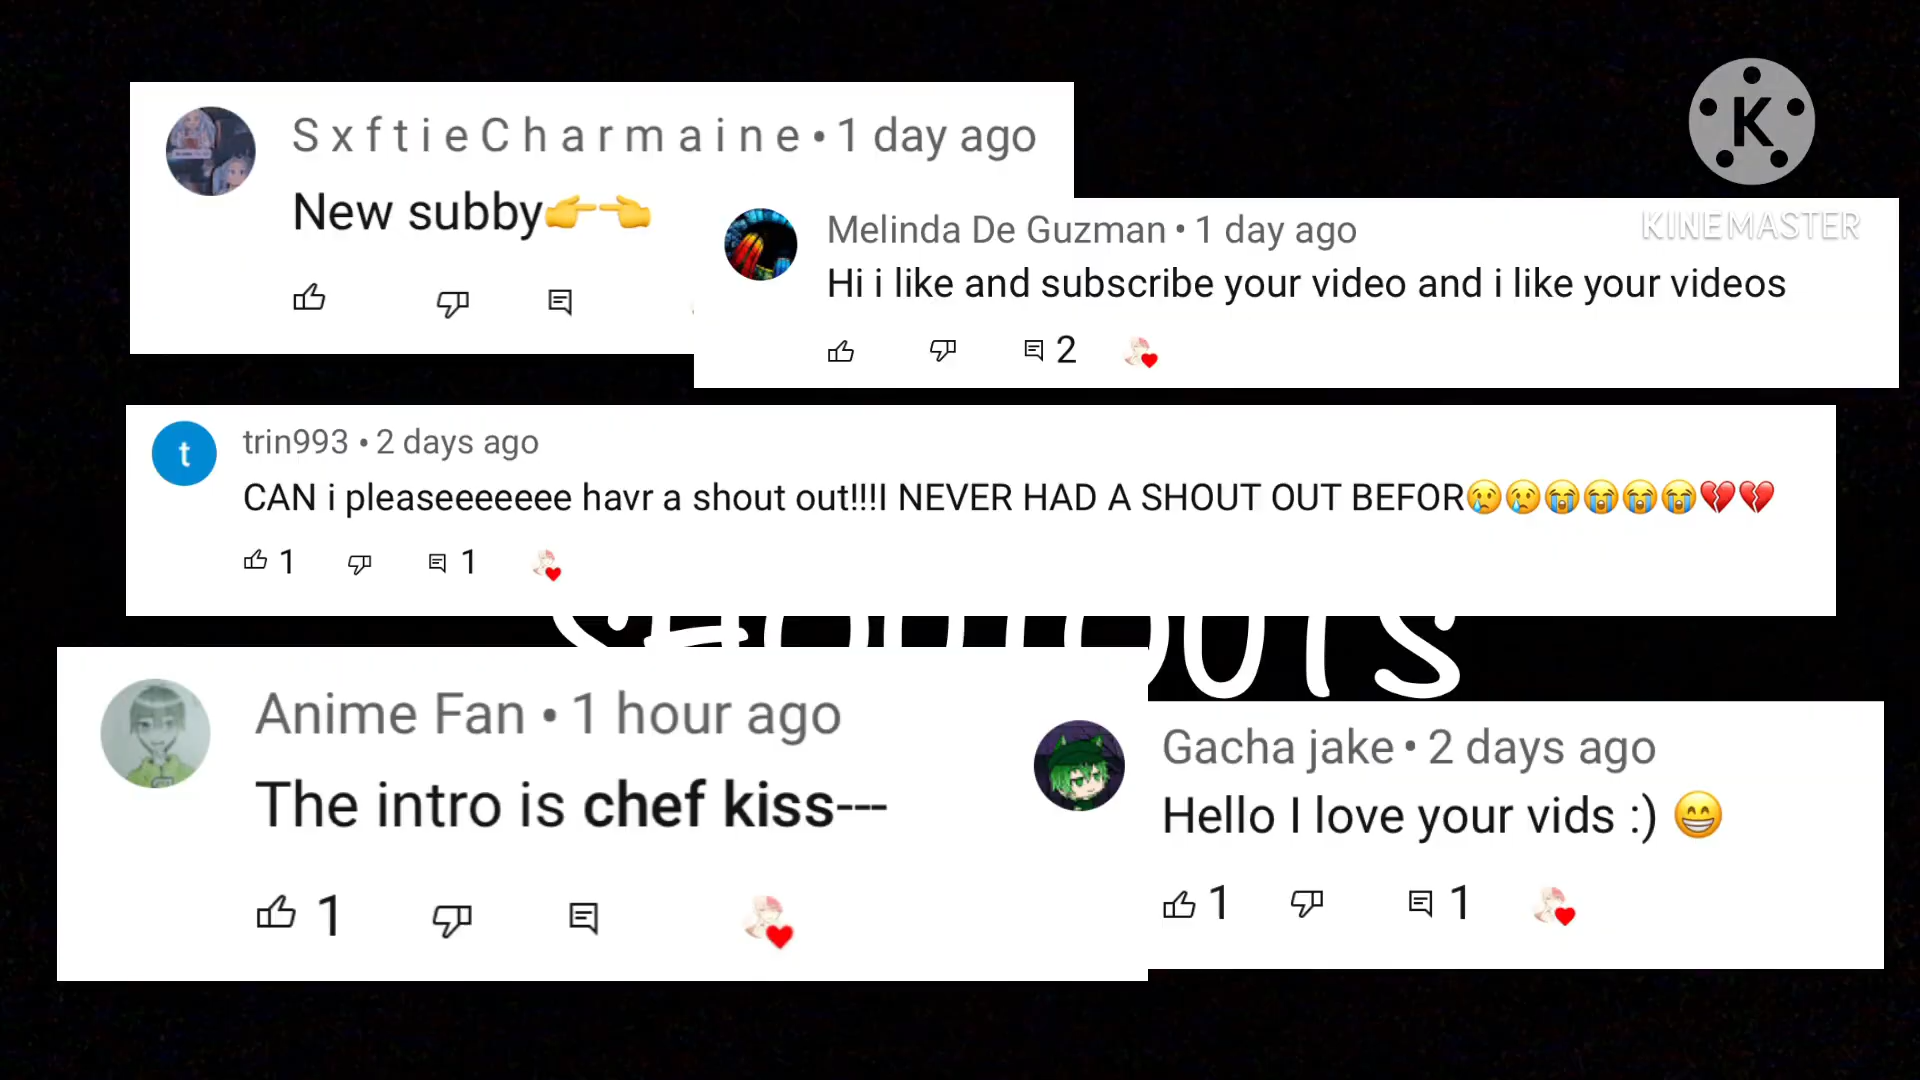 S x f t i e C h a r m a i n e • 1 day ago
New subby👉👈
K
KINEMASTER
Melinda De Guzman • 1 day ago
Hi i like and subscribe your video and i like your videos
2
t
trin993 • 2 days ago
CAN i pleaseeeeeee havr a shout out!!!I NEVER HAD A SHOUT OUT BEFOR😢😢😭😭😭😭💔💔
1 1
SHOUTOUTS
Anime Fan • 1 hour ago
The intro is chef kiss---
1
Gacha jake • 2 days ago
Hello I love your vids :) 😁
1 1